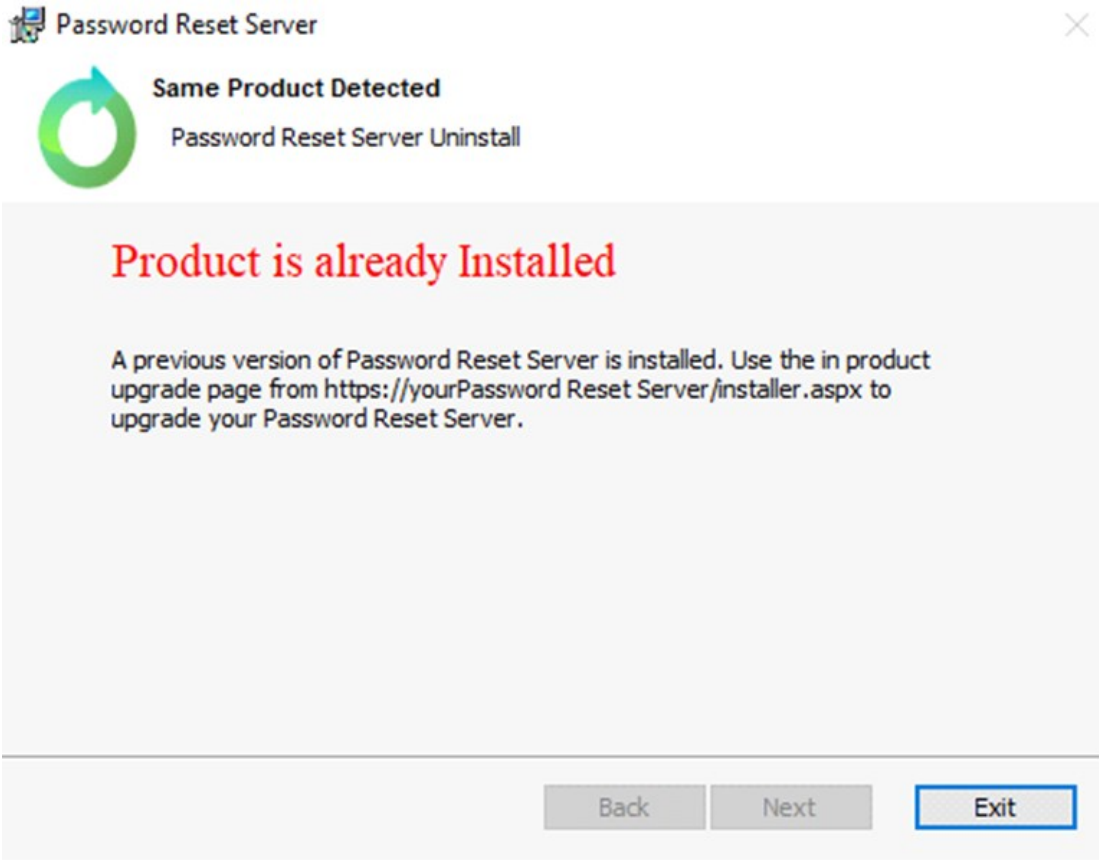 Password Reset Server
Same Product Detected
Password Reset Server Uninstall
Product is already Installed
A previous version of Password Reset Server is installed. Use the in product
upgrade page from https://yourPassword Reset Server/installer.aspx to
upgrade your Password Reset Server.
Back Next Exit